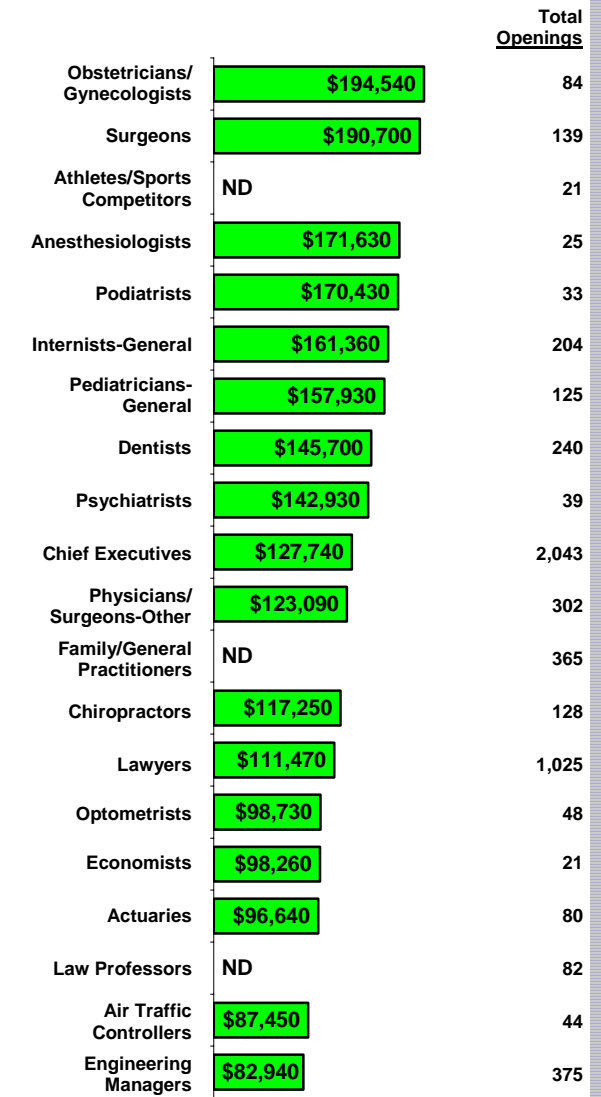 Total
Openings
Obstetricians/
Gynecologists
$194,540
84
Surgeons
$190,700
139
Athletes/Sports
Competitors
ND
21
Anesthesiologists
$171,630
25
Podiatrists
$170,430
33
Internists-General
$161,360
204
Pediatricians-
General
$157,930
125
Dentists
$145,700
240
Psychiatrists
$142,930
39
Chief Executives
$127,740
2,043
Physicians/
Surgeons-Other
$123,090
302
Family/General
Practitioners
ND
365
Chiropractors
$117,250
128
Lawyers
$111,470
1,025
Optometrists
$98,730
48
Economists
$98,260
21
Actuaries
$96,640
80
Law Professors
ND
82
Air Traffic
Controllers
$87,450
44
Engineering
Managers
$82,940
375